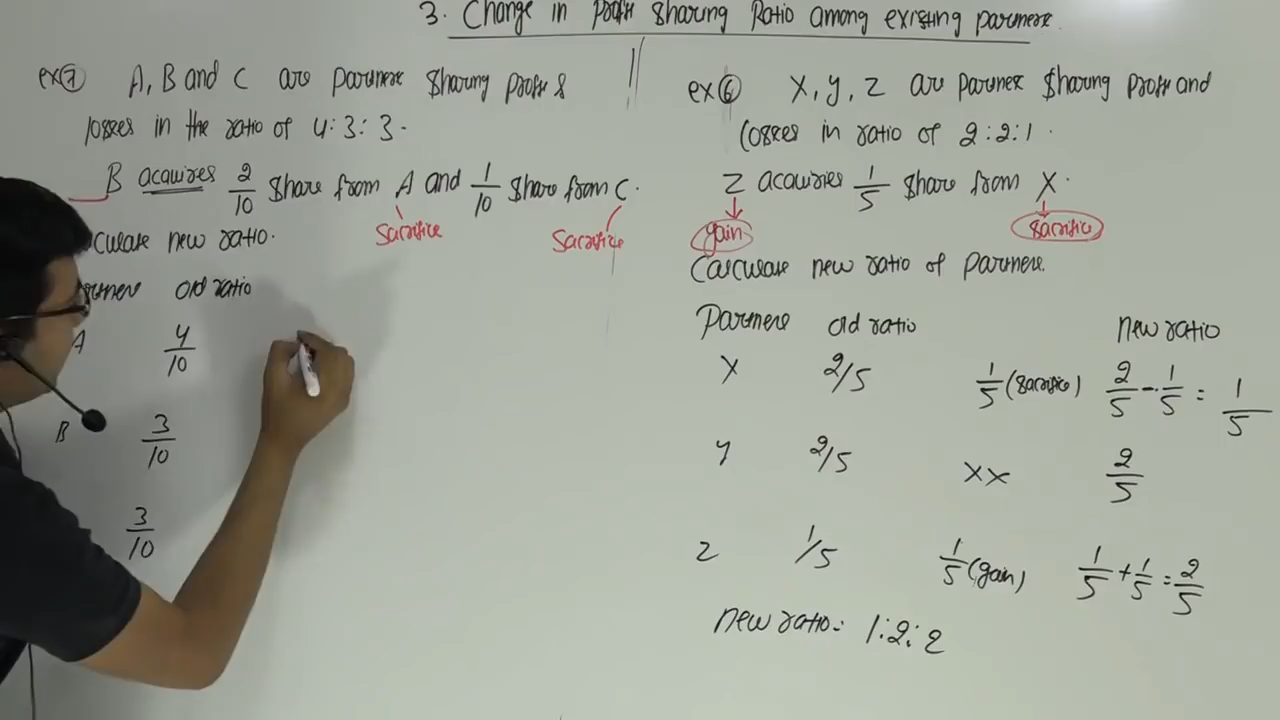 3. Change in Profit Sharing Ratio among existing partners.
ex⑦ A, B and C are partners sharing profit &
losses in the ratio of 4:3:3.
B acquires 2/10 share from A and 1/10 share from C.
Sacrifice Sacrifice
culate new ratio.
artners old ratio
A 4/10
B 3/10
3/10
ex⑥ X, Y, Z are partners sharing profit and
losses in ratio of 2:2:1.
Z acquires 1/5 share from X.
gain sacrifice
Calculate new ratio of partners.
Partners old ratio new ratio
X 2/5 1/5 (sacrifice) 2/5 - 1/5 = 1/5
Y 2/5 XX 2/5
Z 1/5 1/5 (gain) 1/5 + 1/5 = 2/5
new ratio: 1:2:2